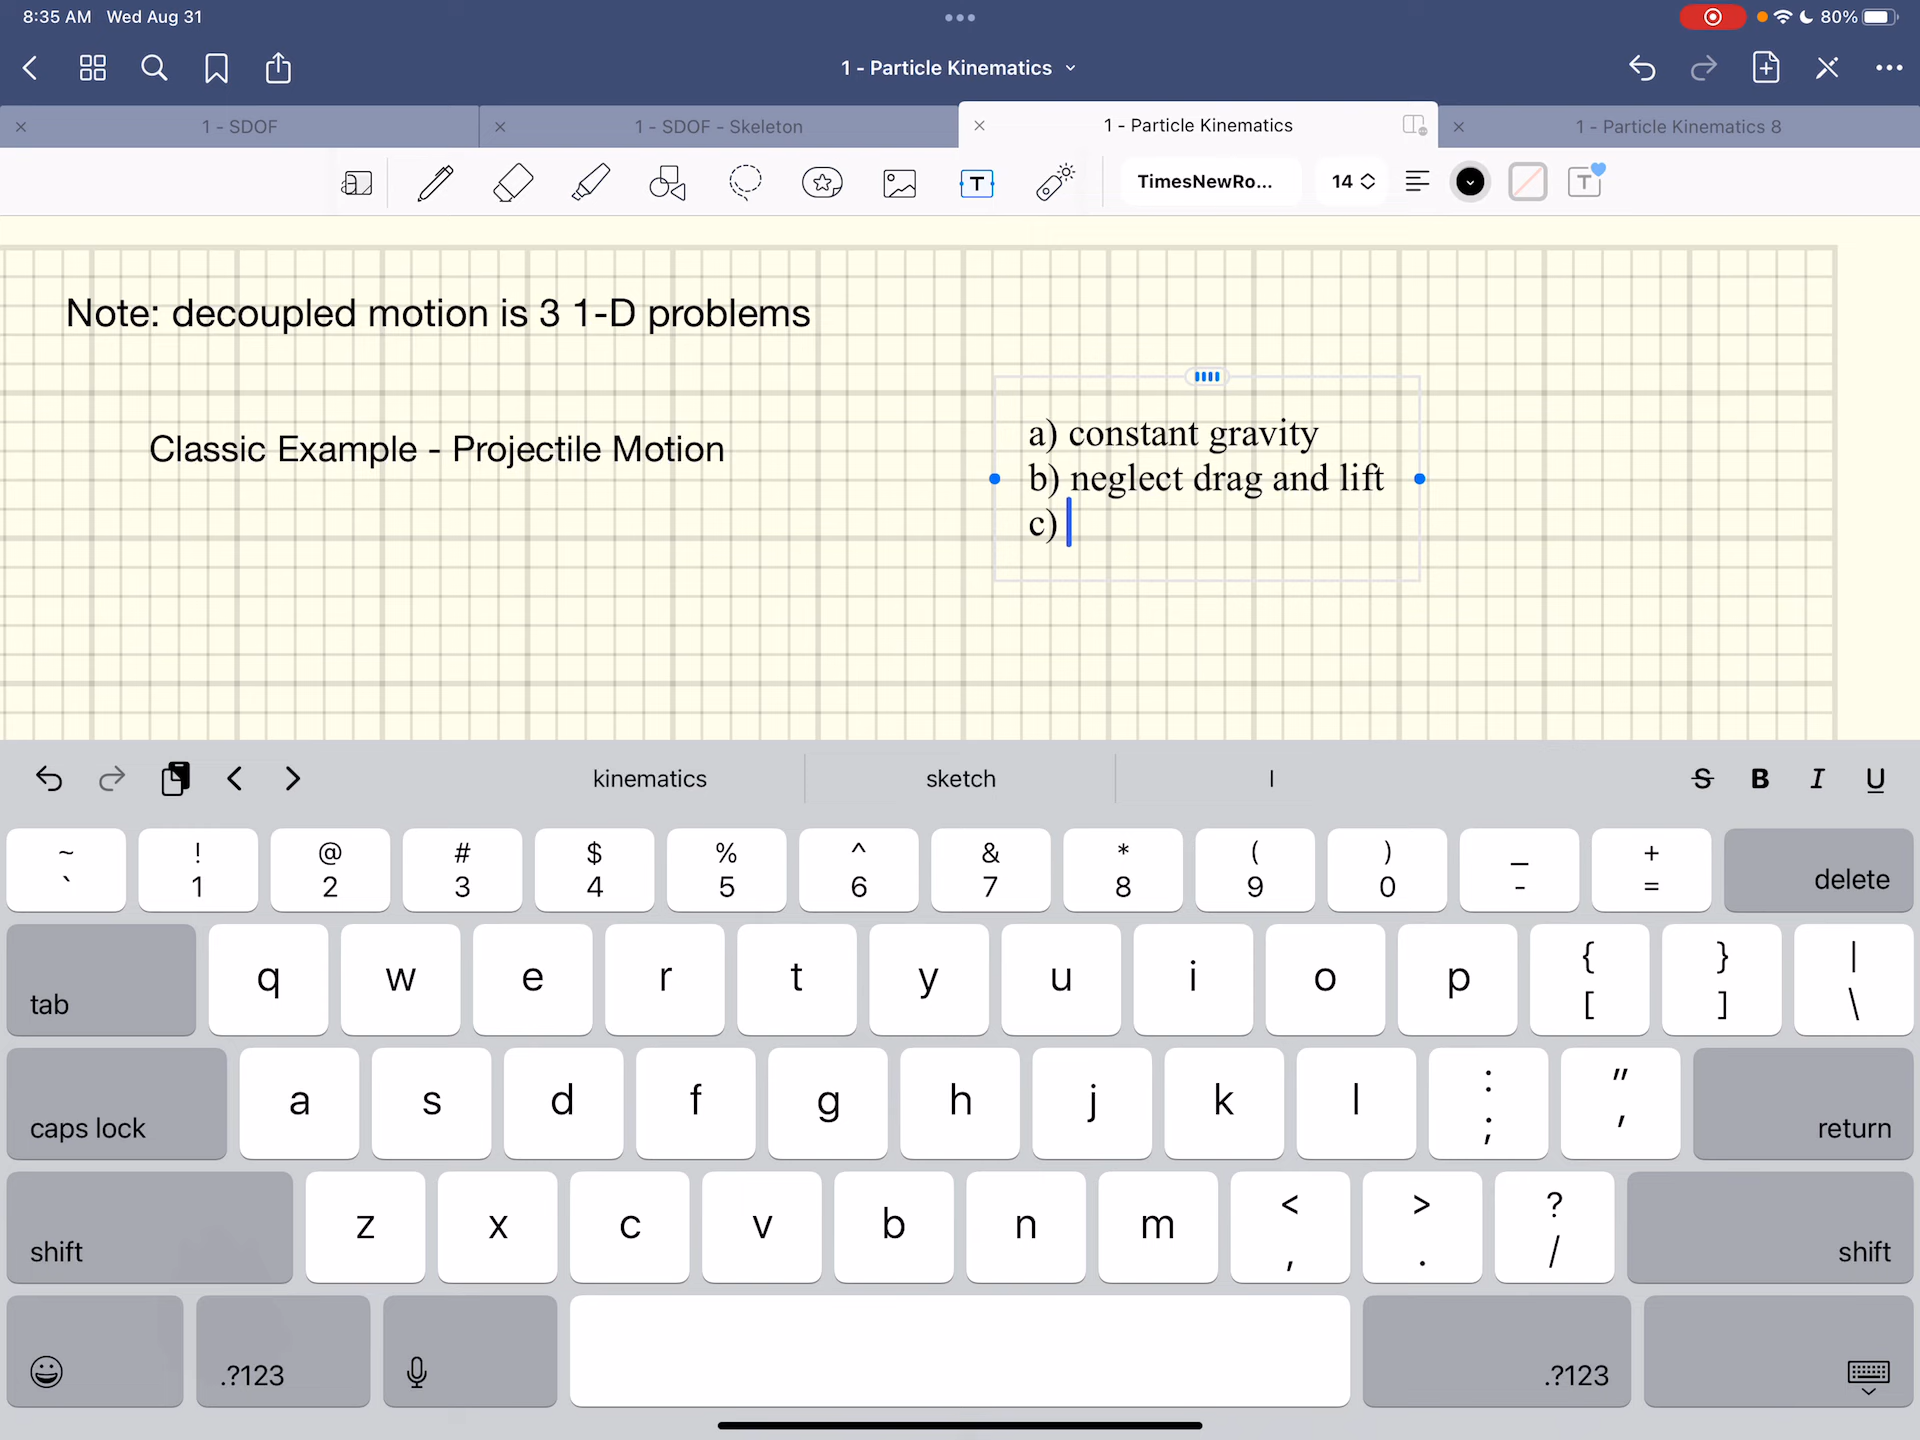 8:35 AM Wed Aug 31
80%
1 - Particle Kinematics
1 - SDOF
1 - SDOF - Skeleton
1 - Particle Kinematics
1 - Particle Kinematics 8
TimesNewRo...
14
Note: decoupled motion is 3 1-D problems
Classic Example - Projectile Motion
a) constant gravity
b) neglect drag and lift
c)
kinematics
sketch
I
S B I U
~ ! @ # $ % ^ & * ( ) _ +
` 1 2 3 4 5 6 7 8 9 0 - = delete
tab q w e r t y u i o p { [ } ] | \
caps lock a s d f g h j k l : ; " ' return
shift z x c v b n m < , > . ? / shift
.?123 .?123